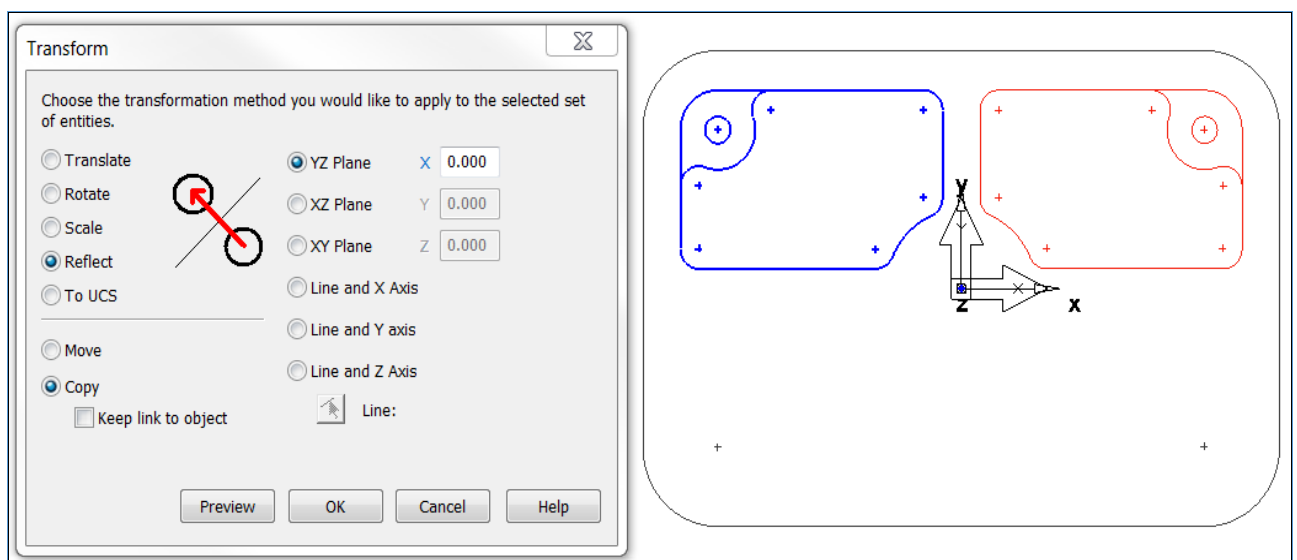 Transform
Choose the transformation method you would like to apply to the selected set
of entities.
Translate
Rotate
Scale
Reflect
To UCS
Move
Copy
Keep link to object
YZ Plane X 0.000
XZ Plane Y 0.000
XY Plane Z 0.000
Line and X Axis
Line and Y axis
Line and Z Axis
Line:
Preview OK Cancel Help
y
Y
X
x
z